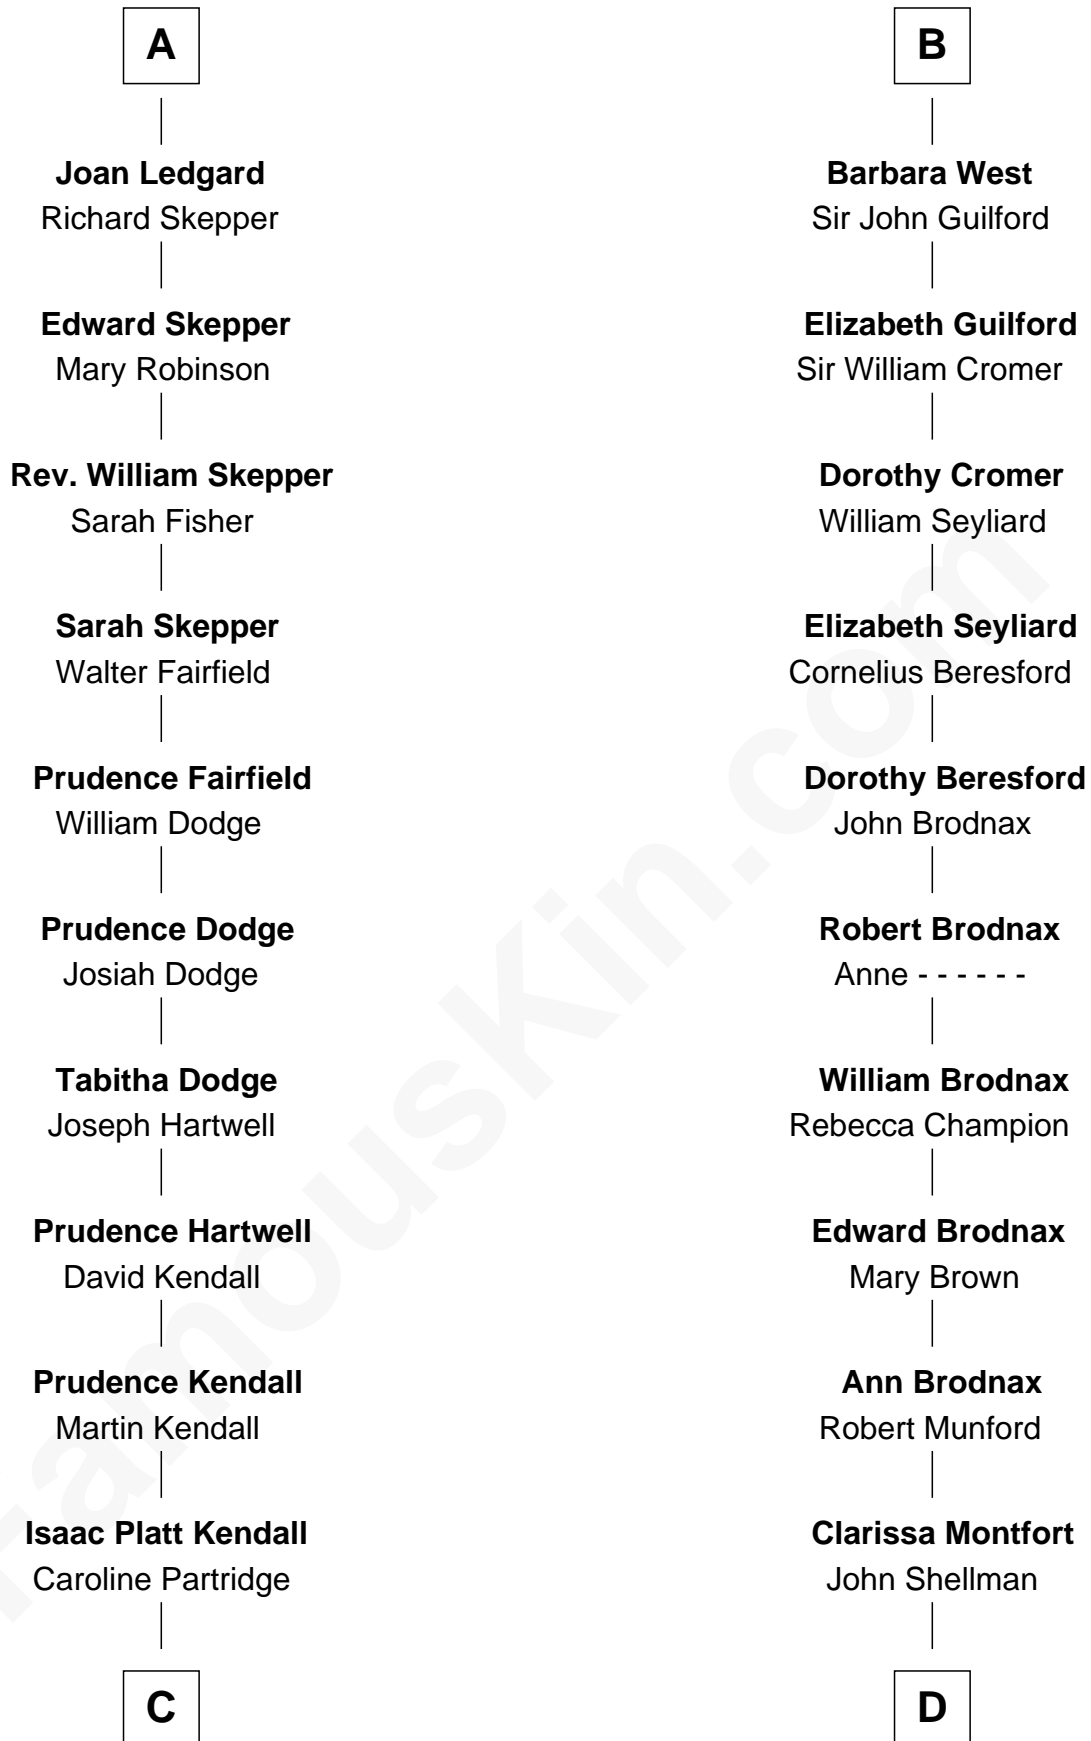 A
Joan Ledgard
Richard Skepper
Edward Skepper
Mary Robinson
Rev. William Skepper
Sarah Fisher
Sarah Skepper
Walter Fairfield
Prudence Fairfield
William Dodge
Prudence Dodge
Josiah Dodge
Tabitha Dodge
Joseph Hartwell
Prudence Hartwell
David Kendall
Prudence Kendall
Martin Kendall
Isaac Platt Kendall
Caroline Partridge
C
B
Barbara West
Sir John Guilford
Elizabeth Guilford
Sir William Cromer
Dorothy Cromer
William Seyliard
Elizabeth Seyliard
Cornelius Beresford
Dorothy Beresford
John Brodnax
Robert Brodnax
Anne - - - - - -
William Brodnax
Rebecca Champion
Edward Brodnax
Mary Brown
Ann Brodnax
Robert Munford
Clarissa Montfort
John Shellman
D
FamousKin.com